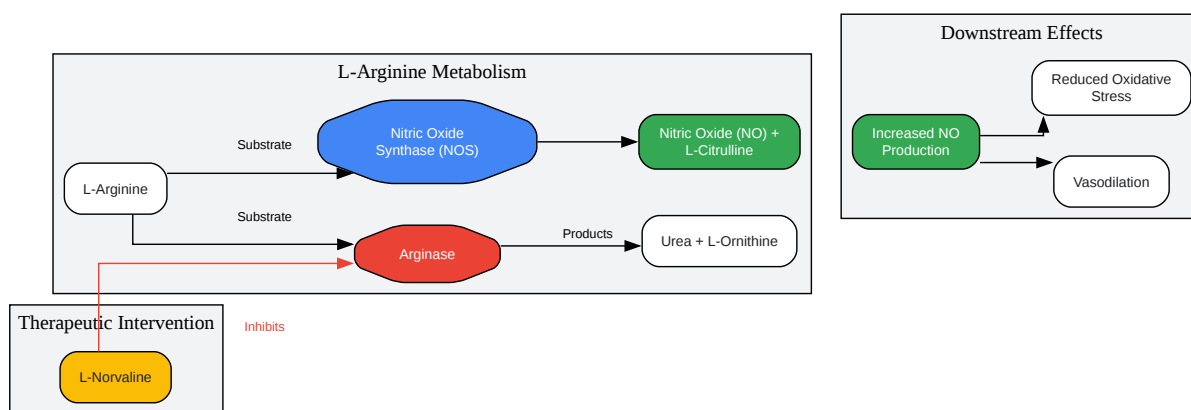 Downstream Effects
L-Arginine Metabolism
Reduced Oxidative
Stress
Nitric Oxide
Synthase (NOS)
Nitric Oxide (NO) +
L-Citrulline
Increased NO
Production
Substrate
L-Arginine
Vasodilation
Substrate
Arginase
Products
Urea + L-Ornithine
Therapeutic Intervention
Inhibits
L-Norvaline